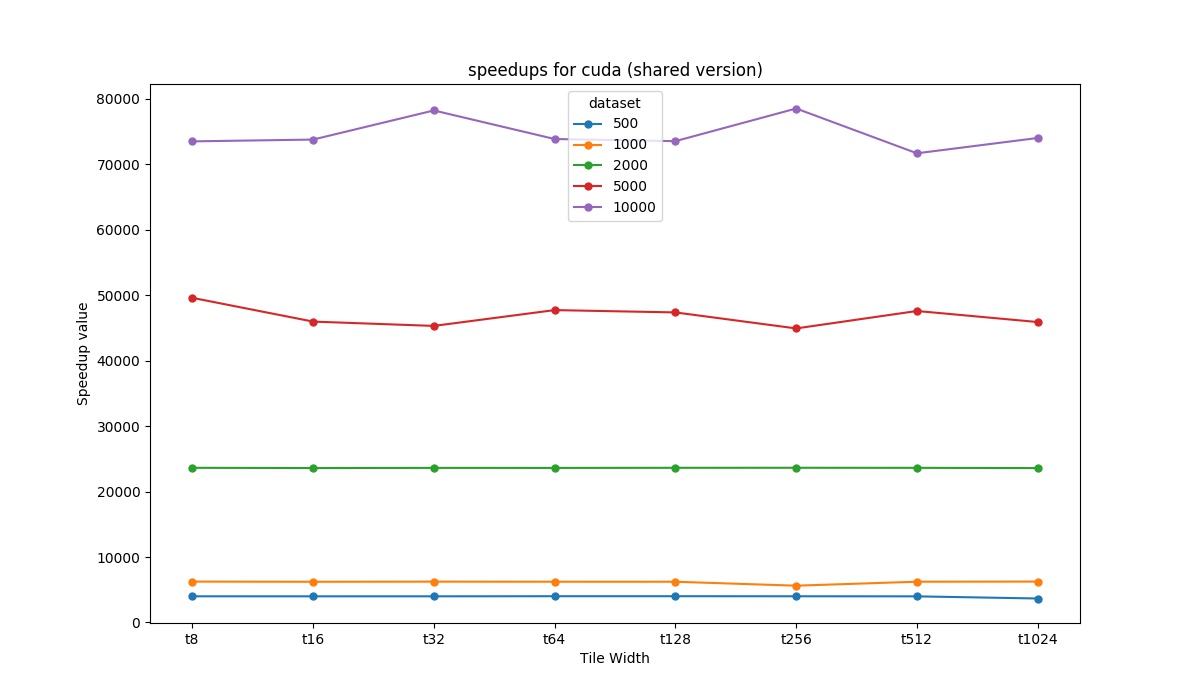 speedups for cuda (shared version)
dataset
500
1000
2000
5000
10000
80000
70000
60000
50000
40000
30000
20000
10000
0
Speedup value
t8 t16 t32 t64 t128 t256 t512 t1024
Tile Width